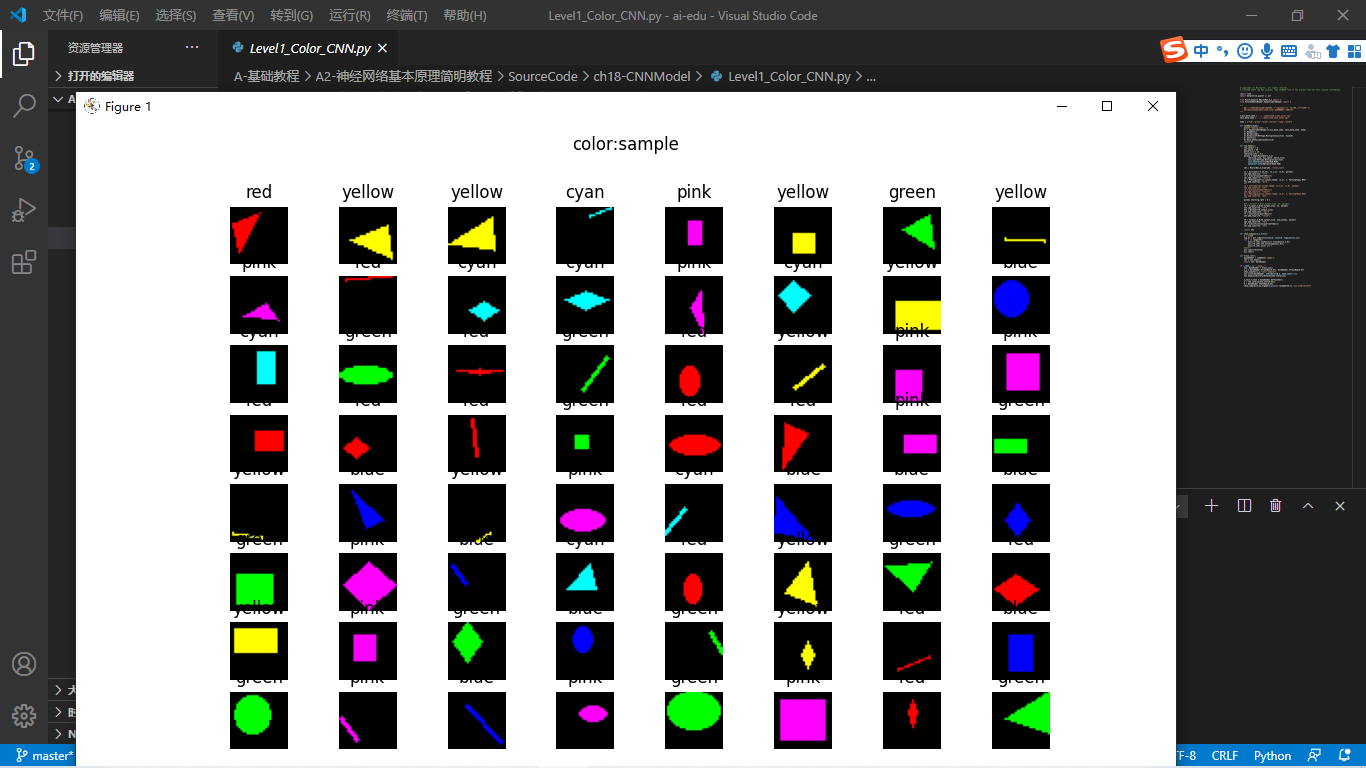 文件(F) 编辑(E) 选择(S) 查看(V) 转到(G) 运行(R) 终端(T) 帮助(H) Level1_Color_CNN.py - ai-edu - Visual Studio Code
资源管理器 ··· Level1_Color_CNN.py
中
打开的编辑器 A-基础教程 > A2-神经网络基本原理简明教程 > SourceCode > ch18-CNNModel > Level1_Color_CNN.py > ...
A
Figure 1
color:sample
red yellow yellow cyan pink yellow green yellow
pink red cyan cyan pink cyan yellow blue
cyan green red green red yellow pink pink
red red red green red red pink green
yellow blue yellow pink cyan blue blue blue
green pink blue cyan red yellow green red
yellow pink green blue green yellow red blue
green pink blue pink green pink red green
2
N
master* CRLF Python